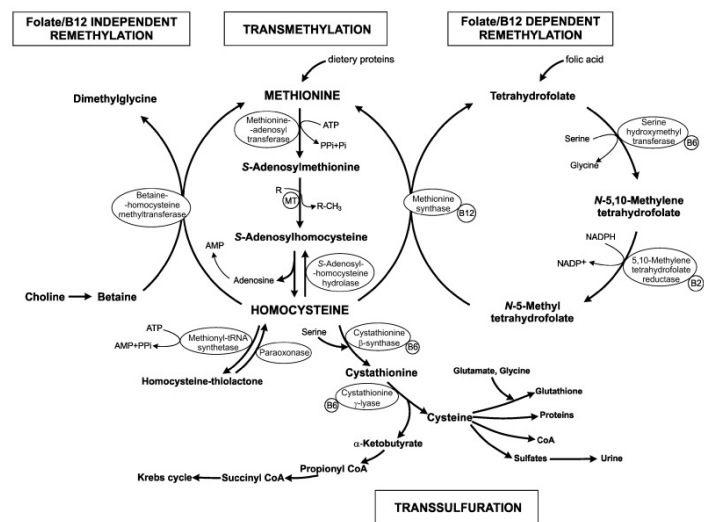 Folate/B12 INDEPENDENT
REMETHYLATION
TRANSMETHYLATION
Folate/B12 DEPENDENT
REMETHYLATION
dietery proteins
folic acid
Dimethylglycine
METHIONINE
Tetrahydrofolate
Methionine-
-adenosyl
transferase
ATP
PPi+Pi
Serine
Glycine
Serine
hydroxymethyl
transferase
B6
S-Adenosylmethionine
R
MT
R-CH₃
Betaine-
-homocysteine
methyltransferase
Methionine
synthase
B12
N-5,10-Methylene
tetrahydrofolate
S-Adenosylhomocysteine
AMP
Adenosine
S-Adenosyl-
-homocysteine
hydrolase
NADPH
NADP+
5,10-Methylene
tetrahydrofolate
reductase
B2
Choline
Betaine
HOMOCYSTEINE
N-5-Methyl
tetrahydrofolate
ATP
AMP+PPi
Methionyl-tRNA
synthetase
Paraoxonase
Serine
Cystathionine
β-synthase
B6
Homocysteine-thiolactone
Cystathionine
Glutamate, Glycine
Cystathionine
γ-lyase
B6
Cysteine
Glutathione
Proteins
CoA
Sulfates
Urine
α-Ketobutyrate
Propionyl CoA
Succinyl CoA
Krebs cycle
TRANSSULFURATION